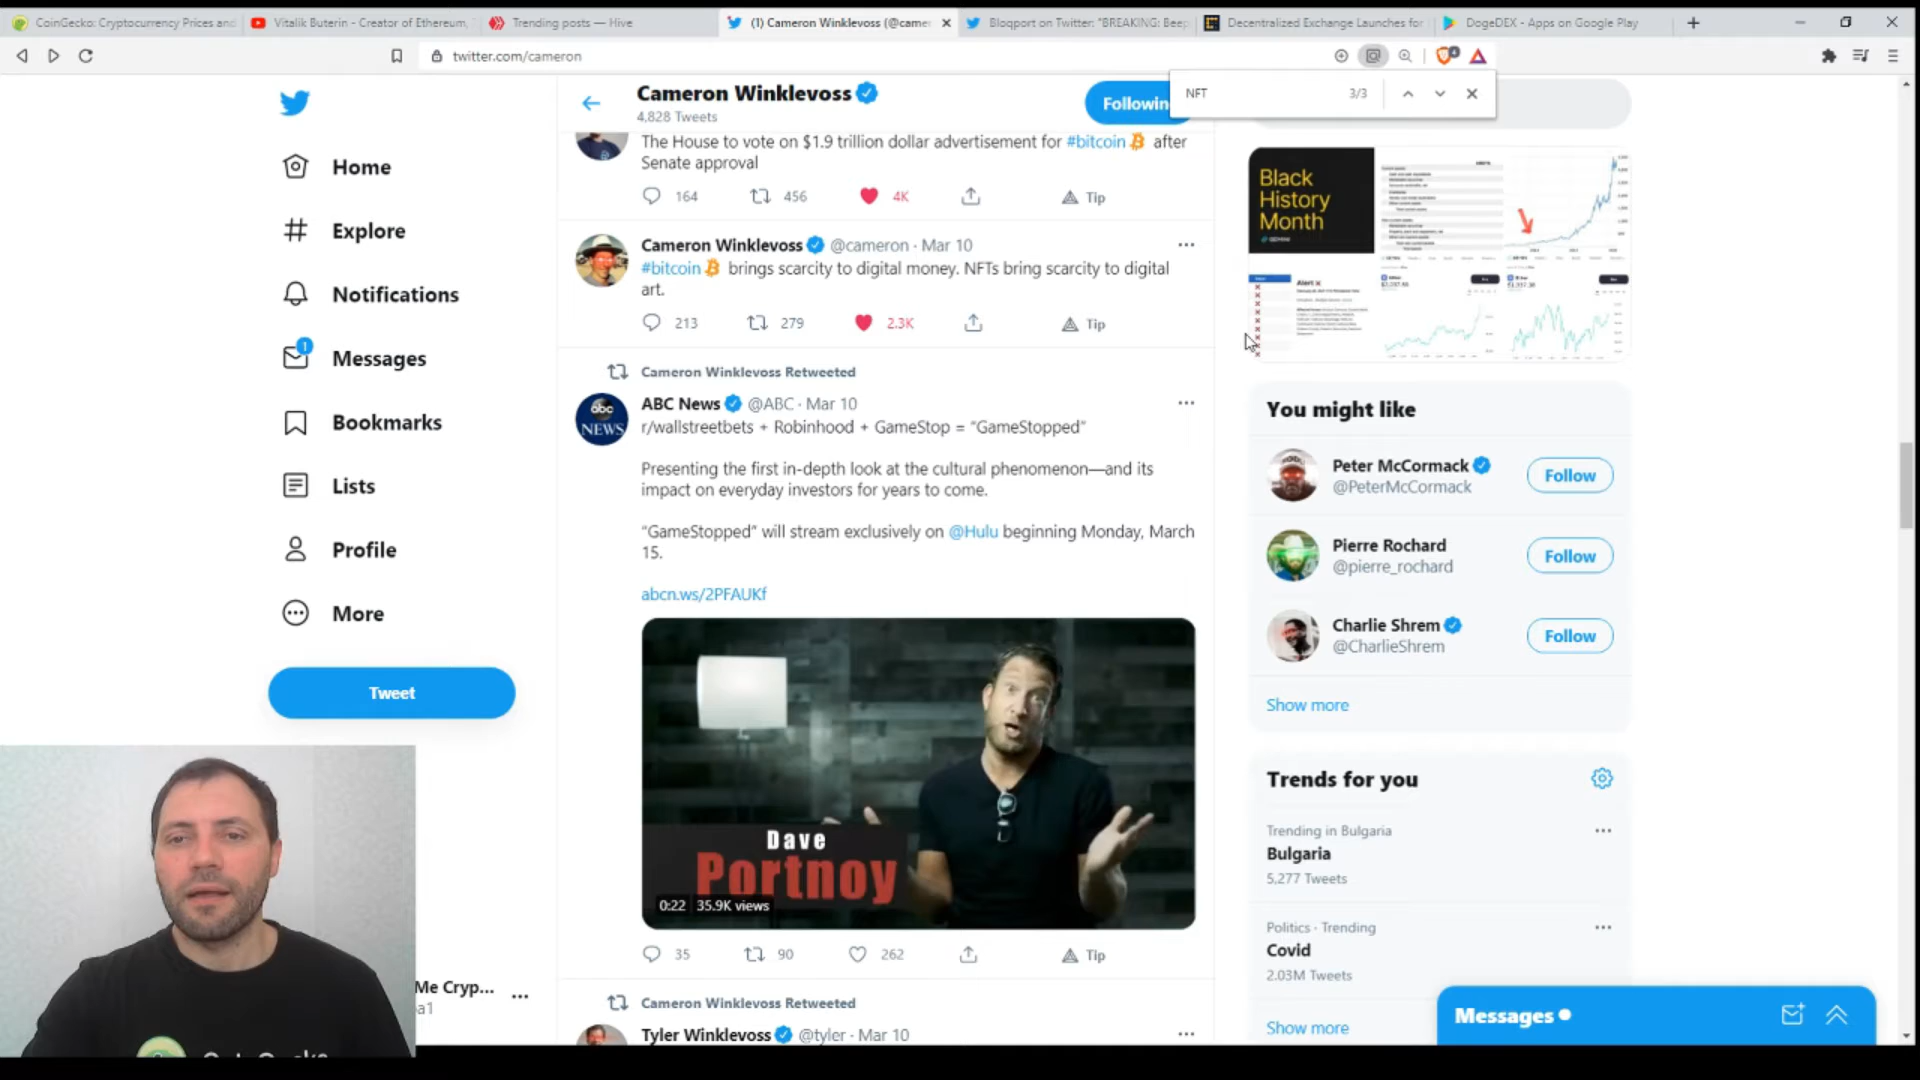 CoinGecko: Cryptocurrency Prices and
Vitalik Buterin - Creator of Ethereum,
Trending posts — Hive
(1) Cameron Winklevoss (@came
Bloqport on Twitter: "BREAKING: Beep
Decentralized Exchange Launches for
DogeDEX - Apps on Google Play
twitter.com/cameron
NFT
3/3
Home
Explore
Notifications
1
Messages
Bookmarks
Lists
Profile
More
Tweet
Me Cryp...
a1
Cameron Winklevoss
4,828 Tweets
Following
The House to vote on $1.9 trillion dollar advertisement for #bitcoin after
Senate approval
164
456
4K
Tip
Cameron Winklevoss @cameron · Mar 10
#bitcoin brings scarcity to digital money. NFTs bring scarcity to digital
art.
213
279
2.3K
Tip
Cameron Winklevoss Retweeted
abc
NEWS
ABC News @ABC · Mar 10
r/wallstreetbets + Robinhood + GameStop = “GameStopped”
Presenting the first in-depth look at the cultural phenomenon—and its
impact on everyday investors for years to come.
“GameStopped” will stream exclusively on @Hulu beginning Monday, March
15.
abcn.ws/2PFAUKf
Dave
Portnoy
0:22
35.9K views
35
90
262
Tip
Cameron Winklevoss Retweeted
Tyler Winklevoss @tyler · Mar 10
Black
History
Month
GEMINI
You might like
Peter McCormack
@PeterMcCormack
Follow
Pierre Rochard
@pierre_rochard
Follow
Charlie Shrem
@CharlieShrem
Follow
Show more
Trends for you
Trending in Bulgaria
Bulgaria
5,277 Tweets
Politics · Trending
Covid
2.03M Tweets
Show more
Messages